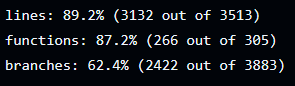 lines: 89.2% (3132 out of 3513)
functions: 87.2% (266 out of 305)
branches: 62.4% (2422 out of 3883)